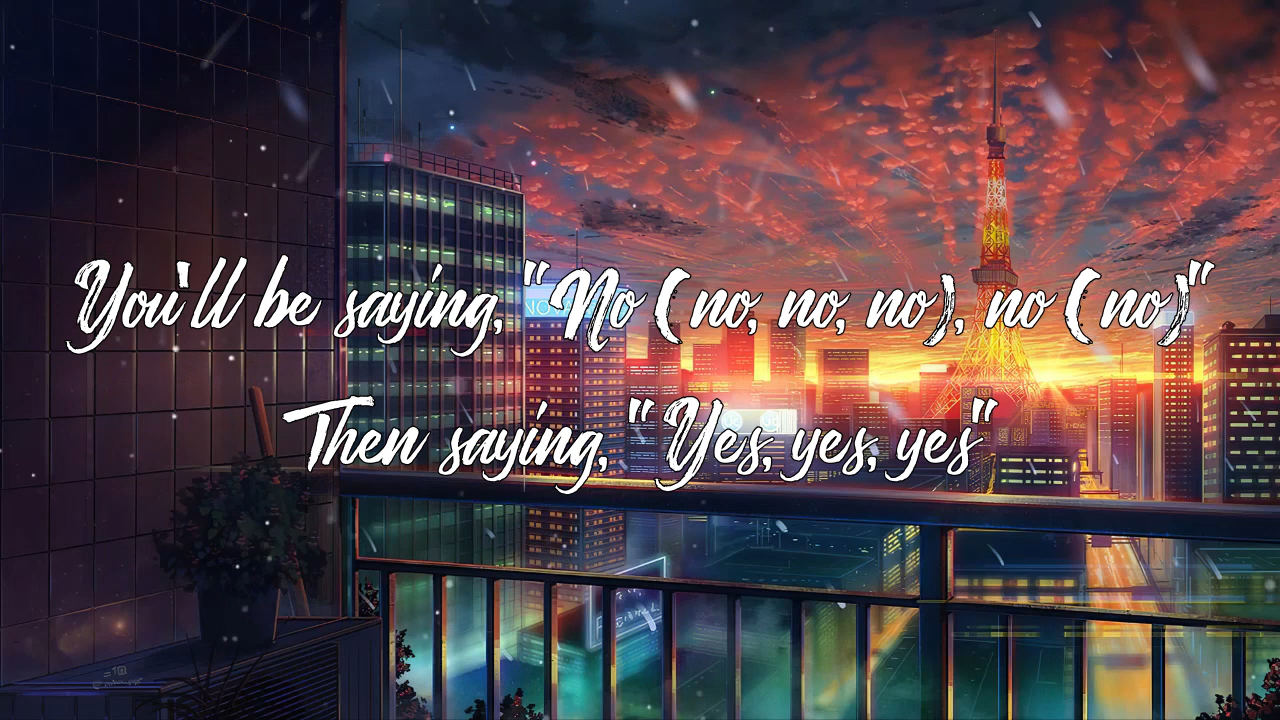 You'll be saying, "No (no, no, no), no (no)"
Then saying, "Yes, yes, yes"